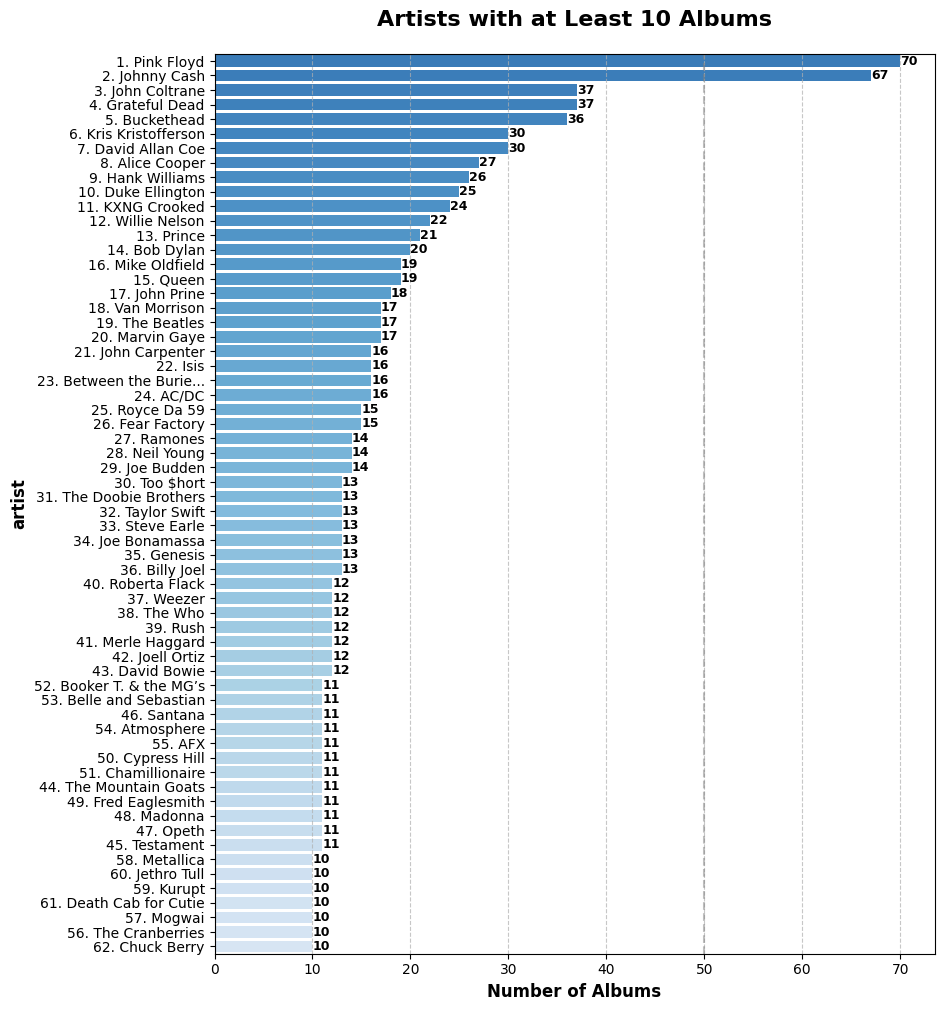 Artists with at Least 10 Albums
1. Pink Floyd 70
2. Johnny Cash 67
3. John Coltrane 37
4. Grateful Dead 37
5. Buckethead 36
6. Kris Kristofferson 30
7. David Allan Coe 30
8. Alice Cooper 27
9. Hank Williams 26
10. Duke Ellington 25
11. KXNG Crooked 24
12. Willie Nelson 22
13. Prince 21
14. Bob Dylan 20
16. Mike Oldfield 19
15. Queen 19
17. John Prine 18
18. Van Morrison 17
19. The Beatles 17
20. Marvin Gaye 17
21. John Carpenter 16
22. Isis 16
23. Between the Burie... 16
24. AC/DC 16
25. Royce Da 59 15
26. Fear Factory 15
27. Ramones 14
28. Neil Young 14
29. Joe Budden 14
30. Too $hort 13
31. The Doobie Brothers 13
32. Taylor Swift 13
33. Steve Earle 13
34. Joe Bonamassa 13
35. Genesis 13
36. Billy Joel 13
40. Roberta Flack 12
37. Weezer 12
38. The Who 12
39. Rush 12
41. Merle Haggard 12
42. Joell Ortiz 12
43. David Bowie 12
52. Booker T. & the MG’s 11
53. Belle and Sebastian 11
46. Santana 11
54. Atmosphere 11
55. AFX 11
50. Cypress Hill 11
51. Chamillionaire 11
44. The Mountain Goats 11
49. Fred Eaglesmith 11
48. Madonna 11
47. Opeth 11
45. Testament 11
58. Metallica 10
60. Jethro Tull 10
59. Kurupt 10
61. Death Cab for Cutie 10
57. Mogwai 10
56. The Cranberries 10
62. Chuck Berry 10
artist
0 10 20 30 40 50 60 70
Number of Albums